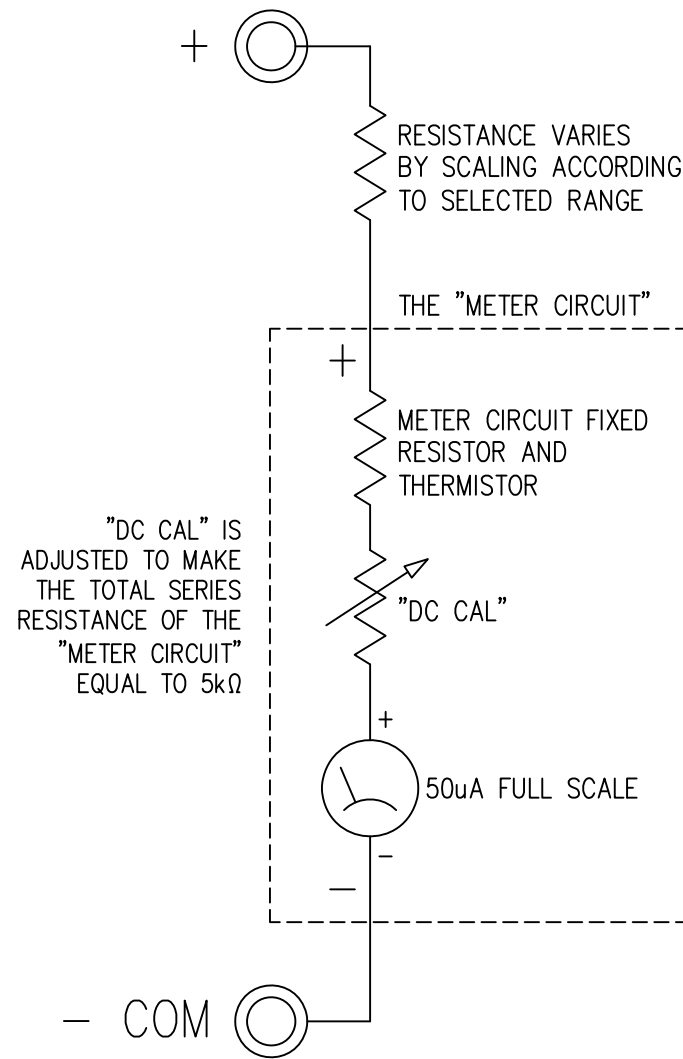 +
RESISTANCE VARIES
BY SCALING ACCORDING
TO SELECTED RANGE
THE "METER CIRCUIT"
+
METER CIRCUIT FIXED
RESISTOR AND
THERMISTOR
"DC CAL" IS
ADJUSTED TO MAKE
THE TOTAL SERIES
RESISTANCE OF THE
"METER CIRCUIT"
EQUAL TO 5kΩ
"DC CAL"
+
50uA FULL SCALE
−
−
− COM